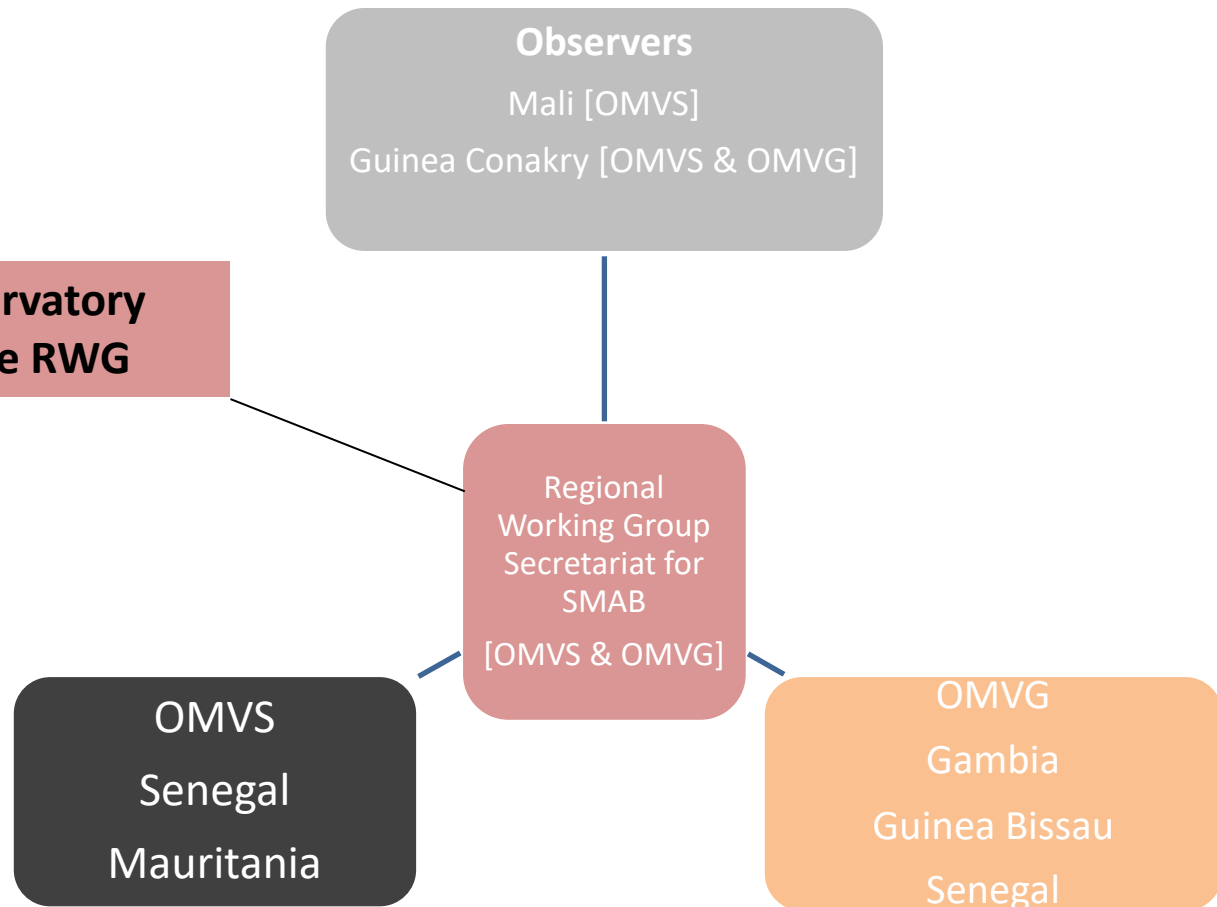 Observers
Mali [OMVS]
Guinea Conakry [OMVS & OMVG]
rvatory
e RWG
Regional
Working Group
Secretariat for
SMAB
[OMVS & OMVG]
OMVS
Senegal
Mauritania
OMVG
Gambia
Guinea Bissau
Senegal